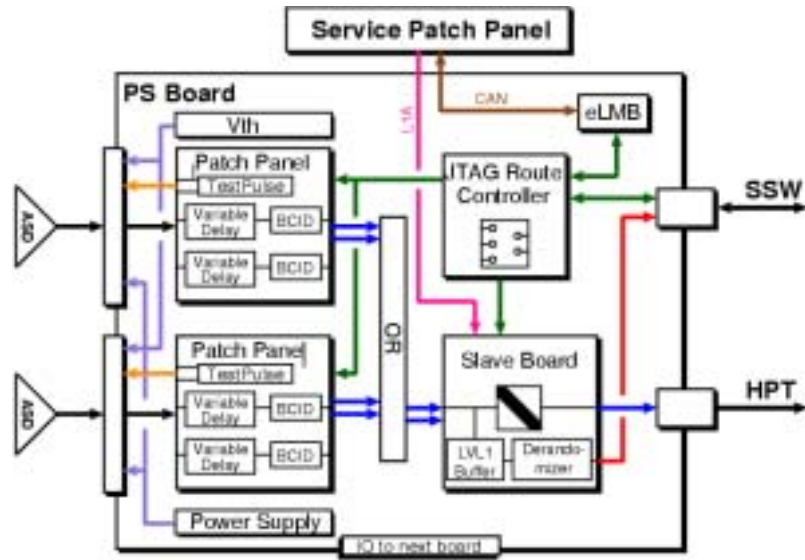 Service Patch Panel
PS Board
Vth
L1A
CAN
eLMB
Patch Panel
TestPulse
Variable
Delay
BCID
Variable
Delay
BCID
JTAG Route
Controller
SSW
ASD
OR
Patch Panel
TestPulse
Variable
Delay
BCID
Variable
Delay
BCID
Slave Board
LVL1
Buffer
Derando-
mizer
HPT
ASD
Power Supply
IO to next board